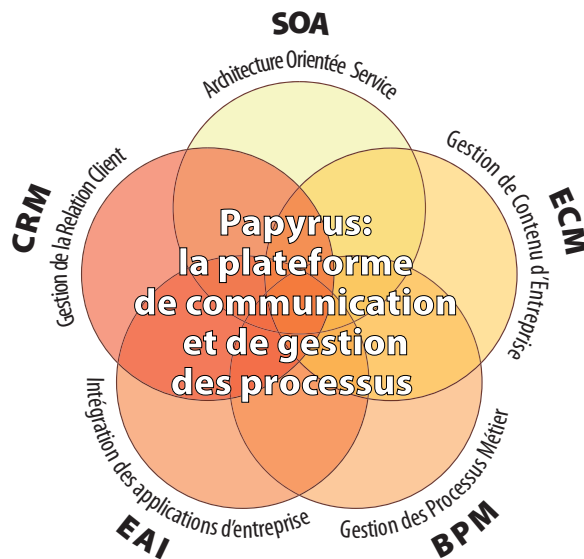 SOA
Architecture Orientée Service
CRM
Gestion de la Relation Client
Gestion de Contenu d'Entreprise
ECM
Papyrus:
la plateforme
de communication
et de gestion
des processus
Intégration des applications d'entreprise
EAI
Gestion des Processus Métier
BPM